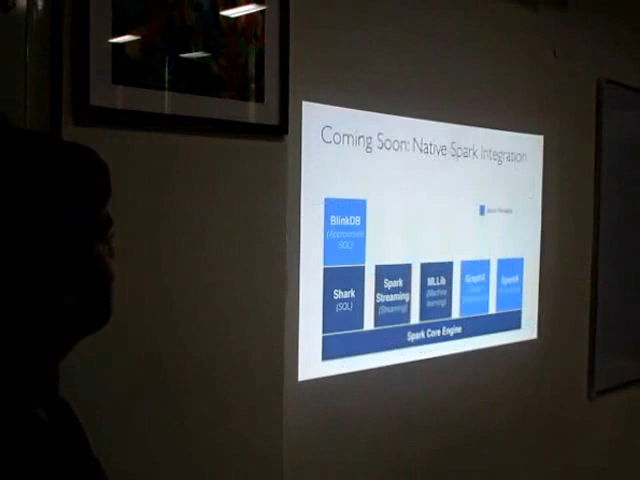 Coming Soon: Native Spark Integration
BlinkDB
(Approximate
SQL)
Shark
(SQL)
Spark
Streaming
(Streaming)
MLLib
(Machine
learning)
GraphX
SparkR
Spark Core Engine